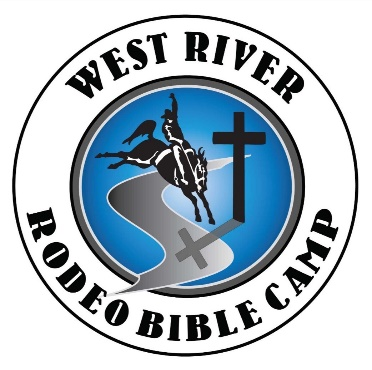 WEST RIVER
RODEO BIBLE CAMP